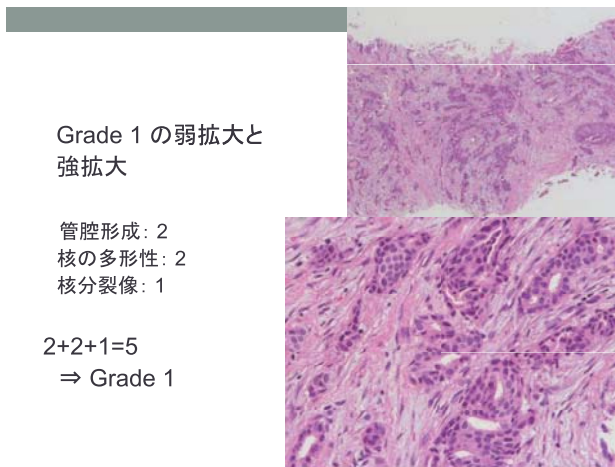 Grade 1 の弱拡大と
強拡大
管腔形成: 2
核の多形性: 2
核分裂像: 1
2+2+1=5
⇒ Grade 1